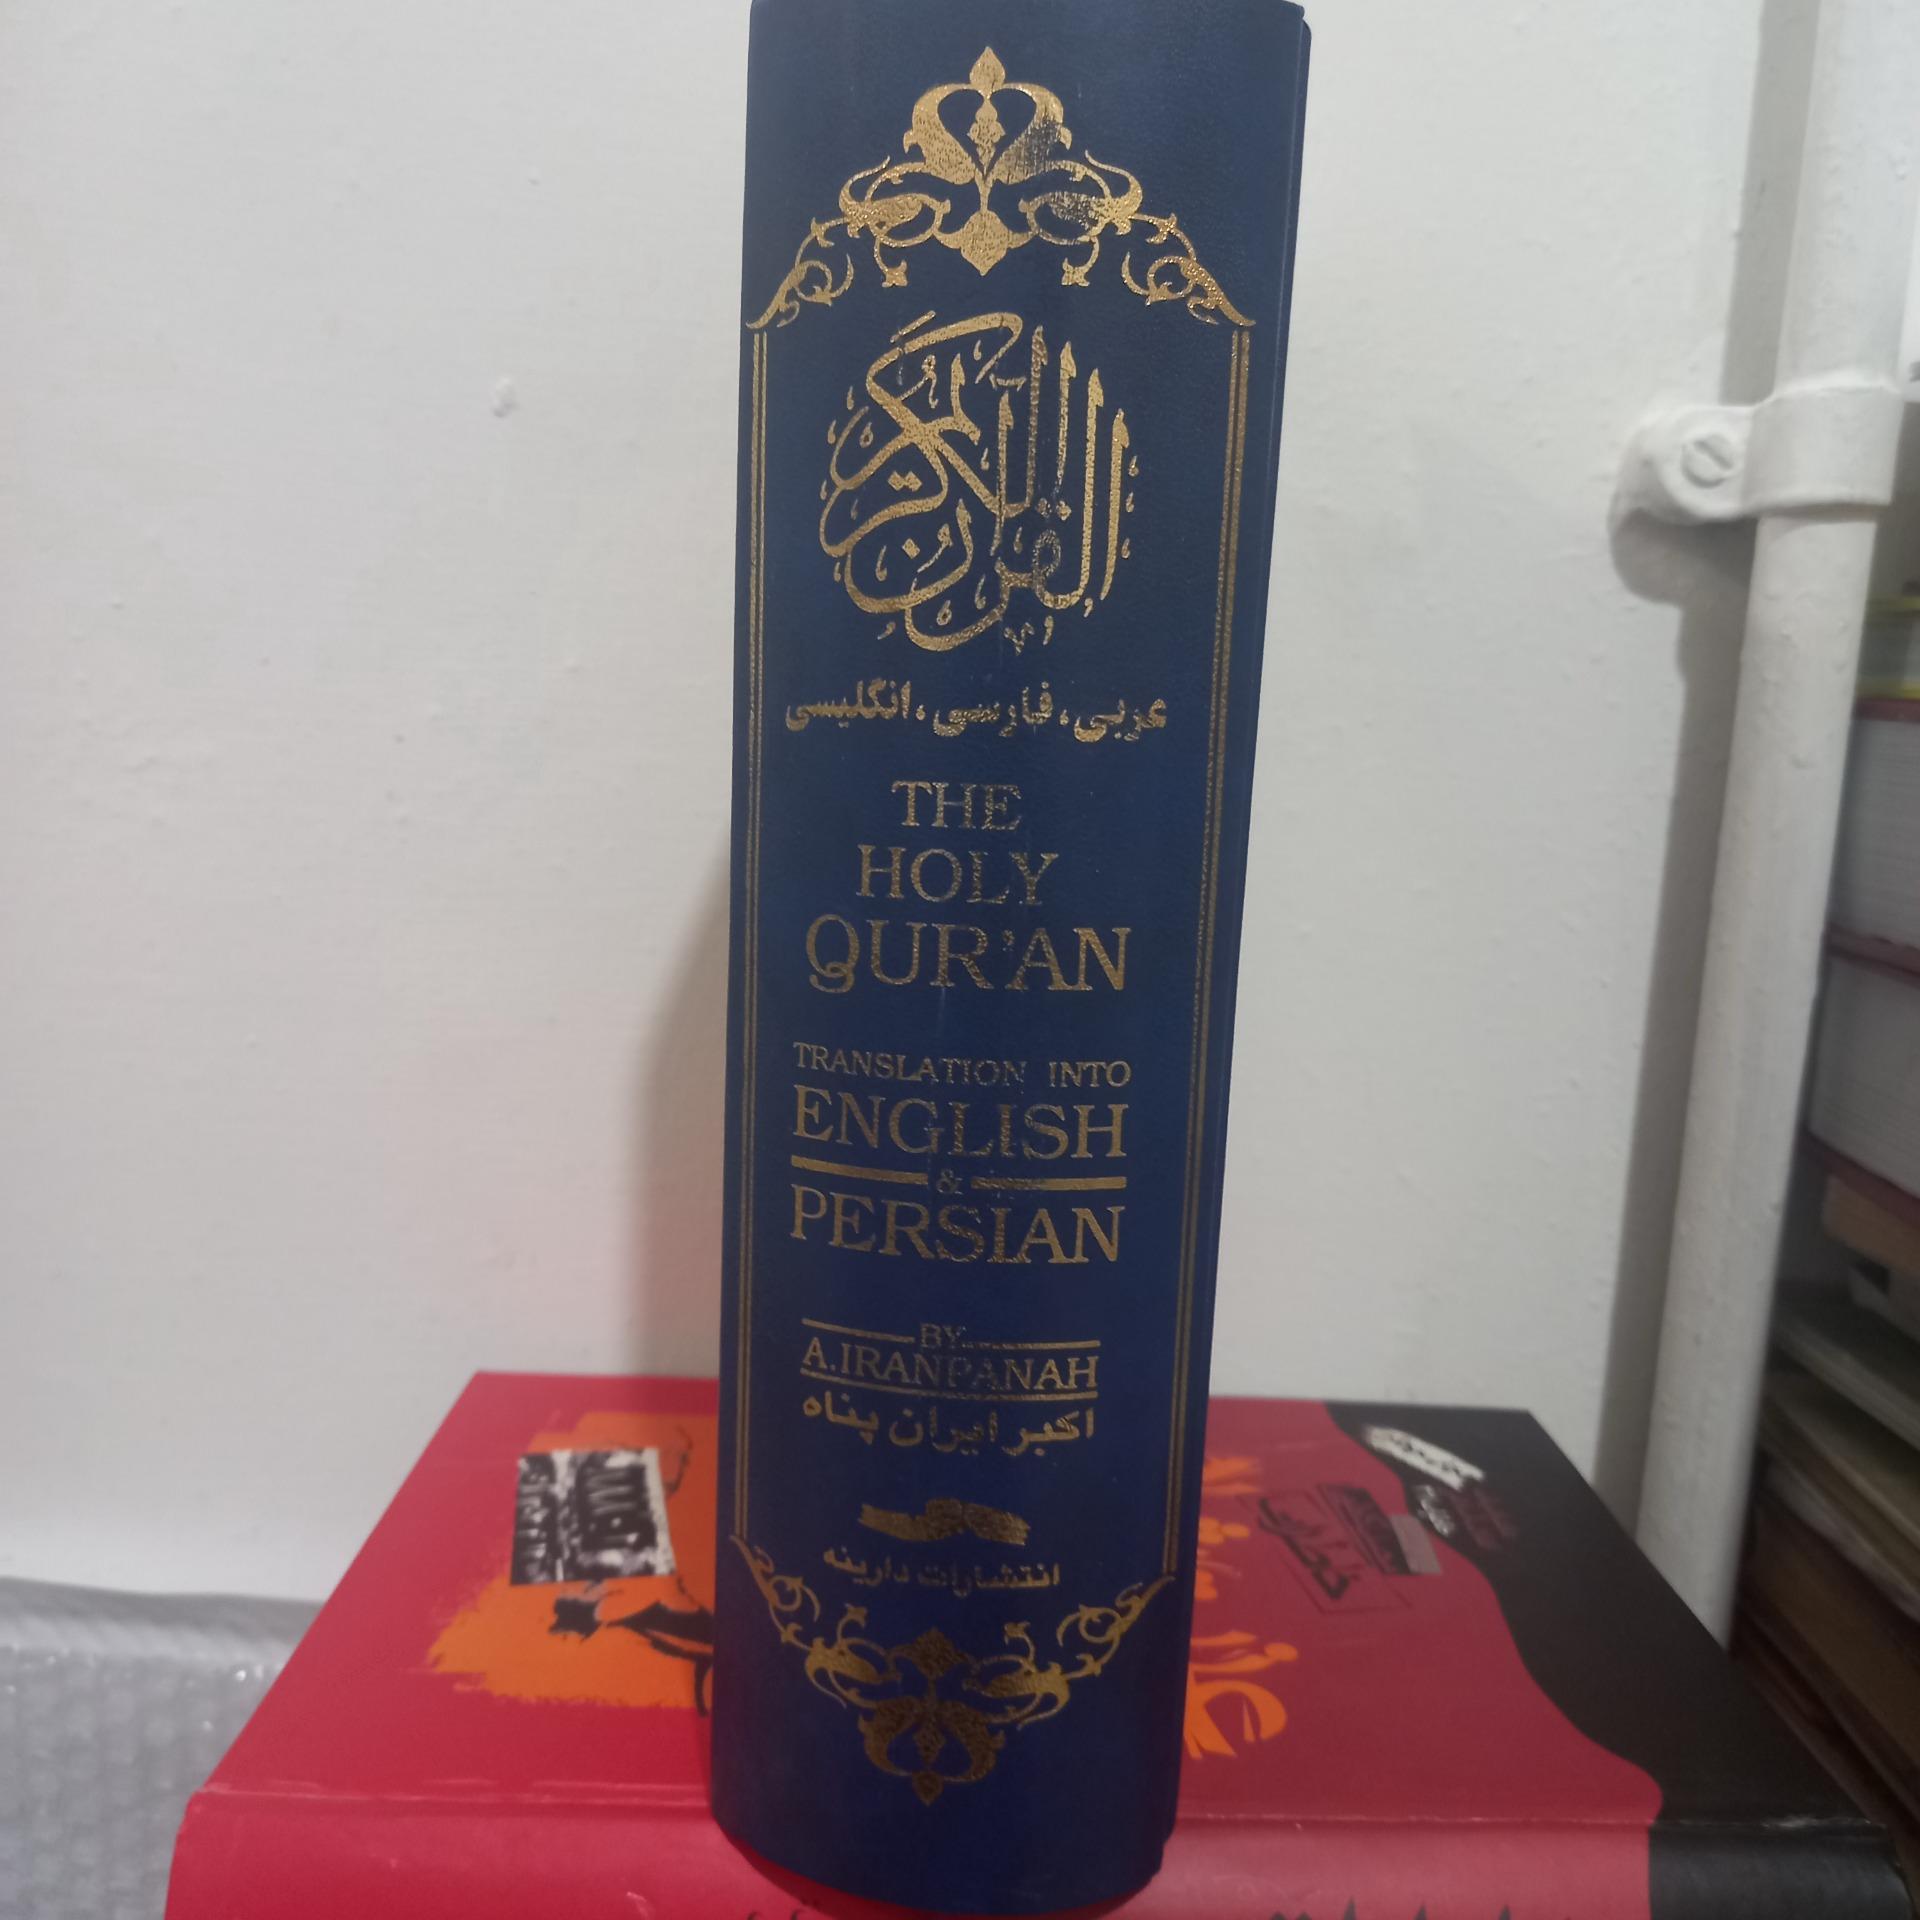 القرآن الكريم
عربی، فارسی، انگلیسی
THE
HOLY
QUR'AN
TRANSLATION INTO
ENGLISH
&
PERSIAN
BY
A.IRANPANAH
اکبر ایران پناه
انتشارات دارینه